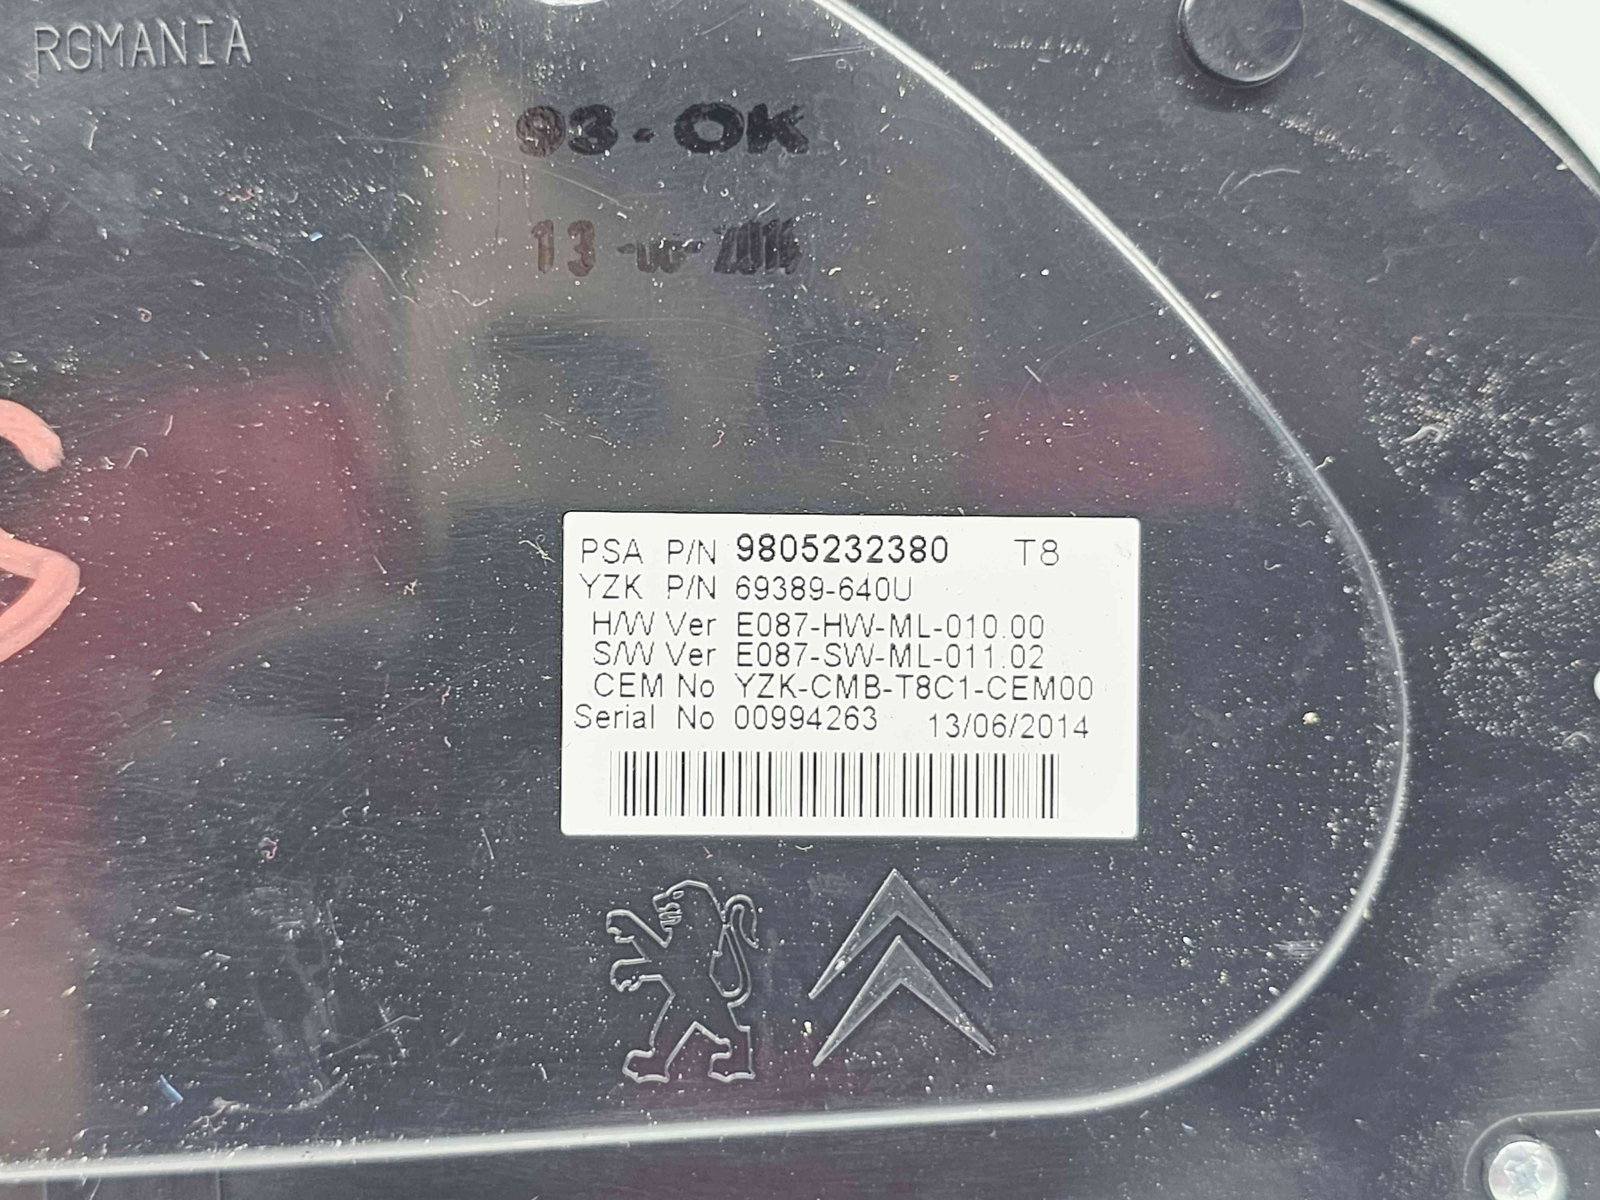 ROMANIA
93-OK
13-06-2014
PSA P/N 9805232380 T8
YZK P/N 69389-640U
H/W Ver E087-HW-ML-010.00
S/W Ver E087-SW-ML-011.02
CEM No YZK-CMB-T8C1-CEM00
Serial No 00994263 13/06/2014